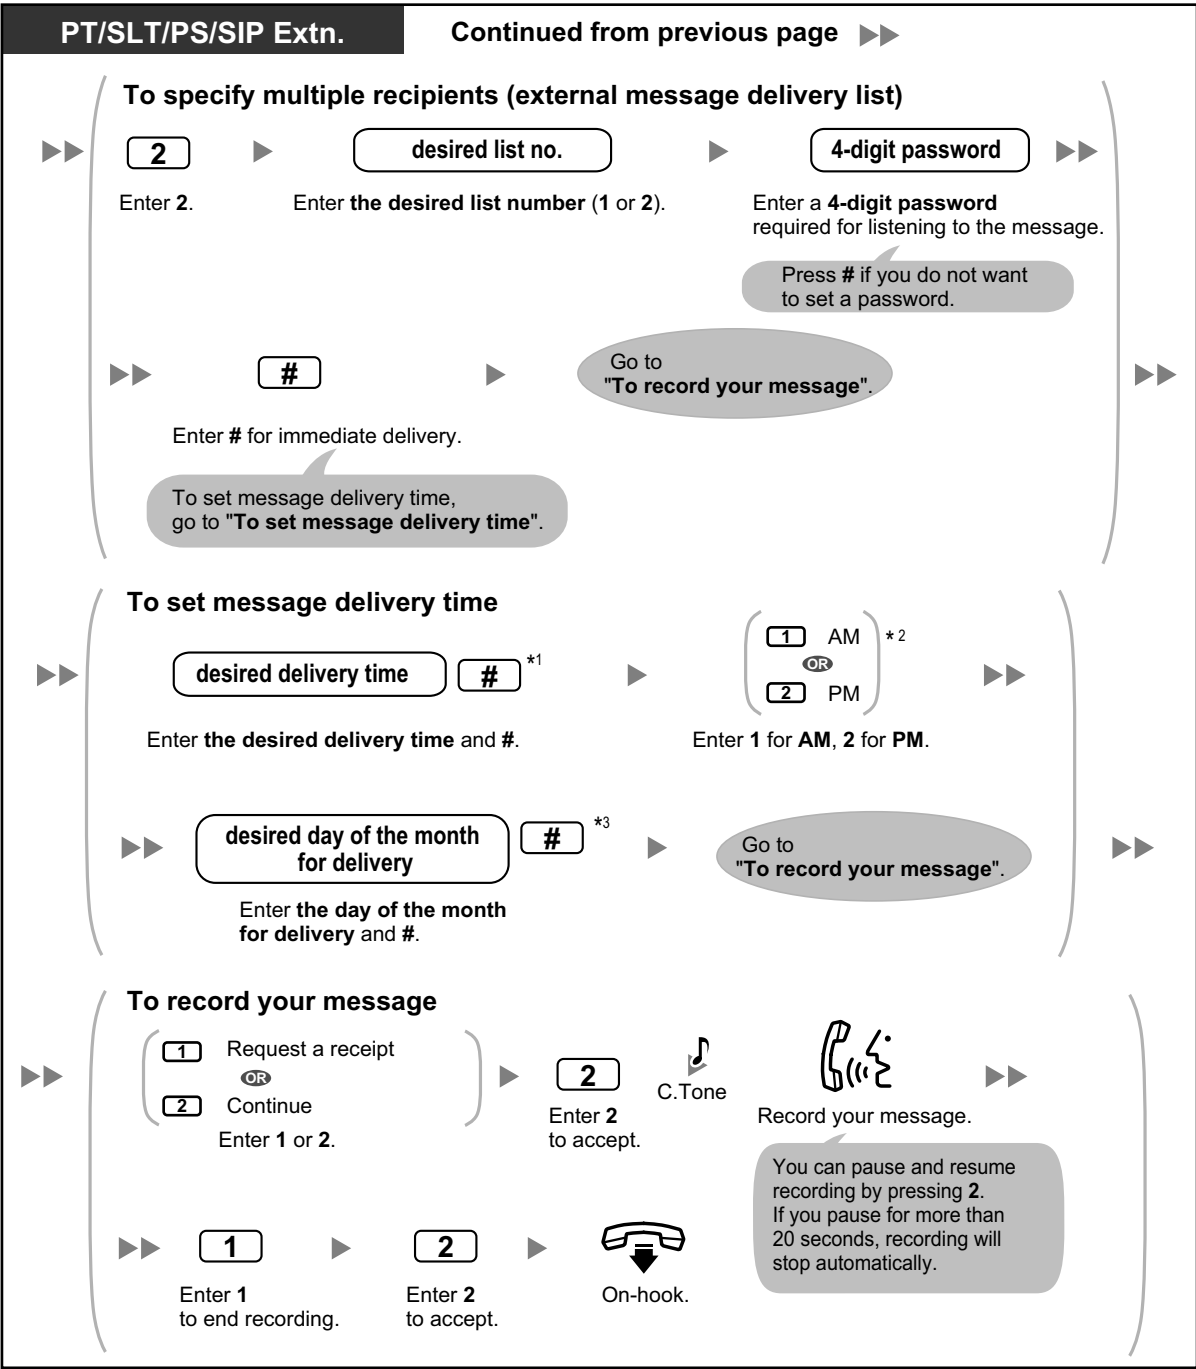 PT/SLT/PS/SIP Extn.
Continued from previous page
To specify multiple recipients (external message delivery list)
2
desired list no.
4-digit password
Enter 2.
Enter the desired list number (1 or 2).
Enter a 4-digit password
required for listening to the message.
Press # if you do not want
to set a password.
#
Go to
"To record your message".
Enter # for immediate delivery.
To set message delivery time,
go to "To set message delivery time".
To set message delivery time
desired delivery time
#
*1
1 AM
OR
2 PM
*2
Enter the desired delivery time and #.
Enter 1 for AM, 2 for PM.
desired day of the month
for delivery
#
*3
Go to
"To record your message".
Enter the day of the month
for delivery and #.
To record your message
1 Request a receipt
OR
2 Continue
Enter 1 or 2.
2
Enter 2
to accept.
C.Tone
Record your message.
You can pause and resume
recording by pressing 2.
If you pause for more than
20 seconds, recording will
stop automatically.
1
Enter 1
to end recording.
2
Enter 2
to accept.
On-hook.